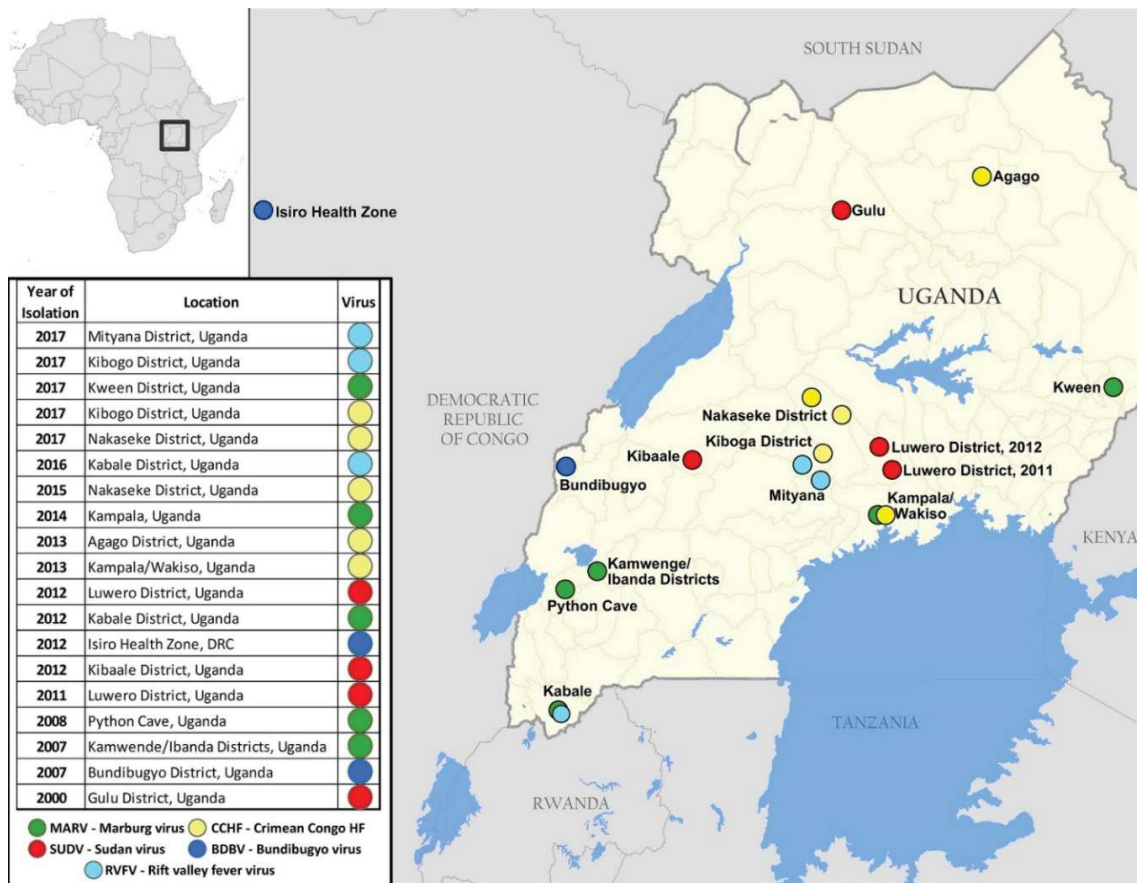 SOUTH SUDAN
Agago
Isiro Health Zone
Gulu
UGANDA
Kween
DEMOCRATIC
REPUBLIC
OF CONGO
Nakaseke District
Kiboga District
Luwero District, 2012
Kibaale
Luwero District, 2011
Bundibugyo
Mityana
Kampala/
Wakiso
KENYA
Kamwenge/
Ibanda Districts
Python Cave
Kabale
TANZANIA
RWANDA
Year of
Isolation
Location
Virus
2017 Mityana District, Uganda
2017 Kibogo District, Uganda
2017 Kween District, Uganda
2017 Kibogo District, Uganda
2017 Nakaseke District, Uganda
2016 Kabale District, Uganda
2015 Nakaseke District, Uganda
2014 Kampala, Uganda
2013 Agago District, Uganda
2013 Kampala/Wakiso, Uganda
2012 Luwero District, Uganda
2012 Kabale District, Uganda
2012 Isiro Health Zone, DRC
2012 Kibaale District, Uganda
2011 Luwero District, Uganda
2008 Python Cave, Uganda
2007 Kamwende/Ibanda Districts, Uganda
2007 Bundibugyo District, Uganda
2000 Gulu District, Uganda
MARV - Marburg virus
CCHF - Crimean Congo HF
SUDV - Sudan virus
BDBV - Bundibugyo virus
RVFV - Rift valley fever virus